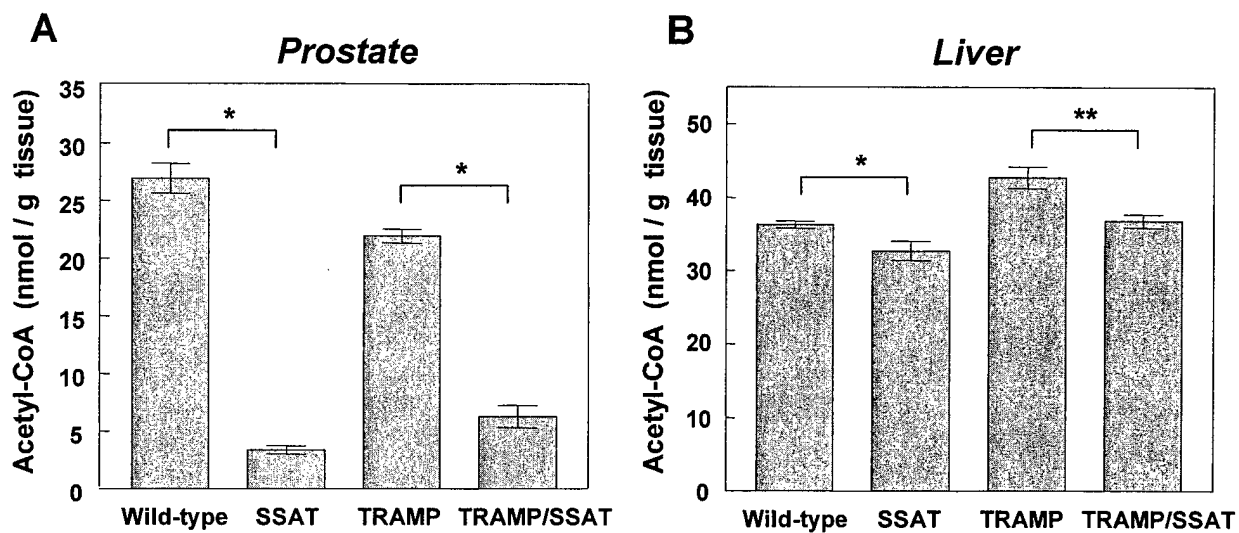 A
Prostate
Acetyl-CoA (nmol / g tissue)
35
30
25
20
15
10
5
0
*
*
Wild-type SSAT TRAMP TRAMP/SSAT
B
Liver
Acetyl-CoA (nmol / g tissue)
50
40
30
20
10
0
*
**
Wild-type SSAT TRAMP TRAMP/SSAT